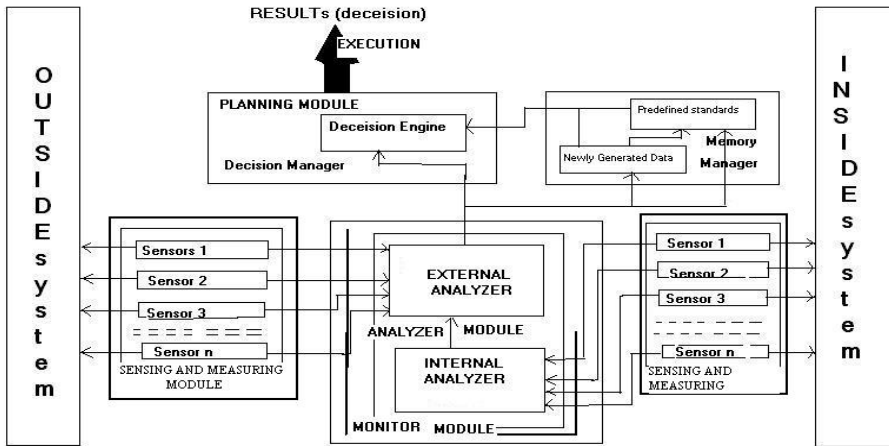 RESULTs (deceision)
EXECUTION
OUTSIDEsystem
PLANNING MODULE
Deceision Engine
Decision Manager
Predefined standards
Memory
Newly Generated Data
Manager
INSIDEsystem
Sensors 1
Sensor 2
Sensor 3
Sensor n
SENSING AND MEASURING
MODULE
EXTERNAL
ANALYZER
ANALYZER MODULE
INTERNAL
ANALYZER
MONITOR MODULE
Sensor 1
Sensor 2
Sensor 3
Sensor n
SENSING AND
MEASURING